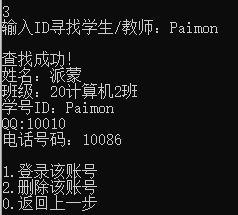 3
输入ID寻找学生/教师：Paimon
查找成功!
姓名：派蒙
班级：20计算机2班
学号ID：Paimon
QQ:10010
电话号码：10086
1.登录该账号
2.删除该账号
0.返回上一步